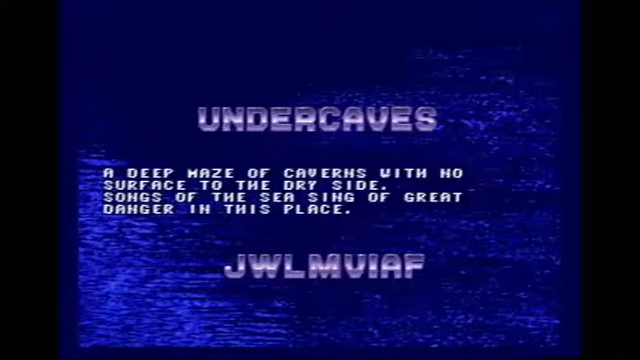 UNDERCAVES
A DEEP MAZE OF CAVERNS WITH NO
SURFACE TO THE DRY SIDE.
SONGS OF THE SEA SING OF GREAT
DANGER IN THIS PLACE.
JWLMVIAF